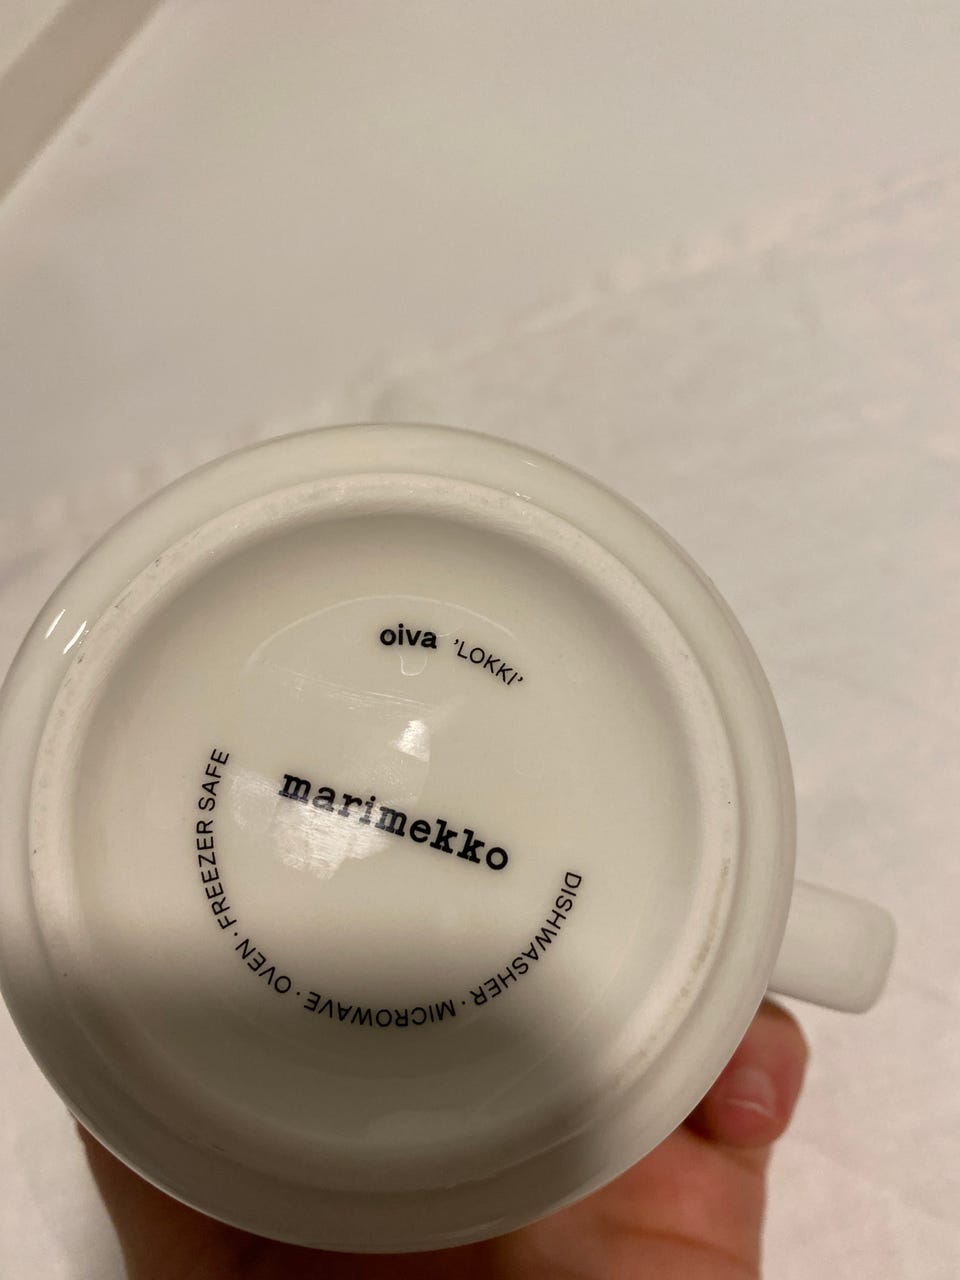 oiva 'LOKKI'
marimekko
DISHWASHER · MICROWAVE · OVEN · FREEZER SAFE